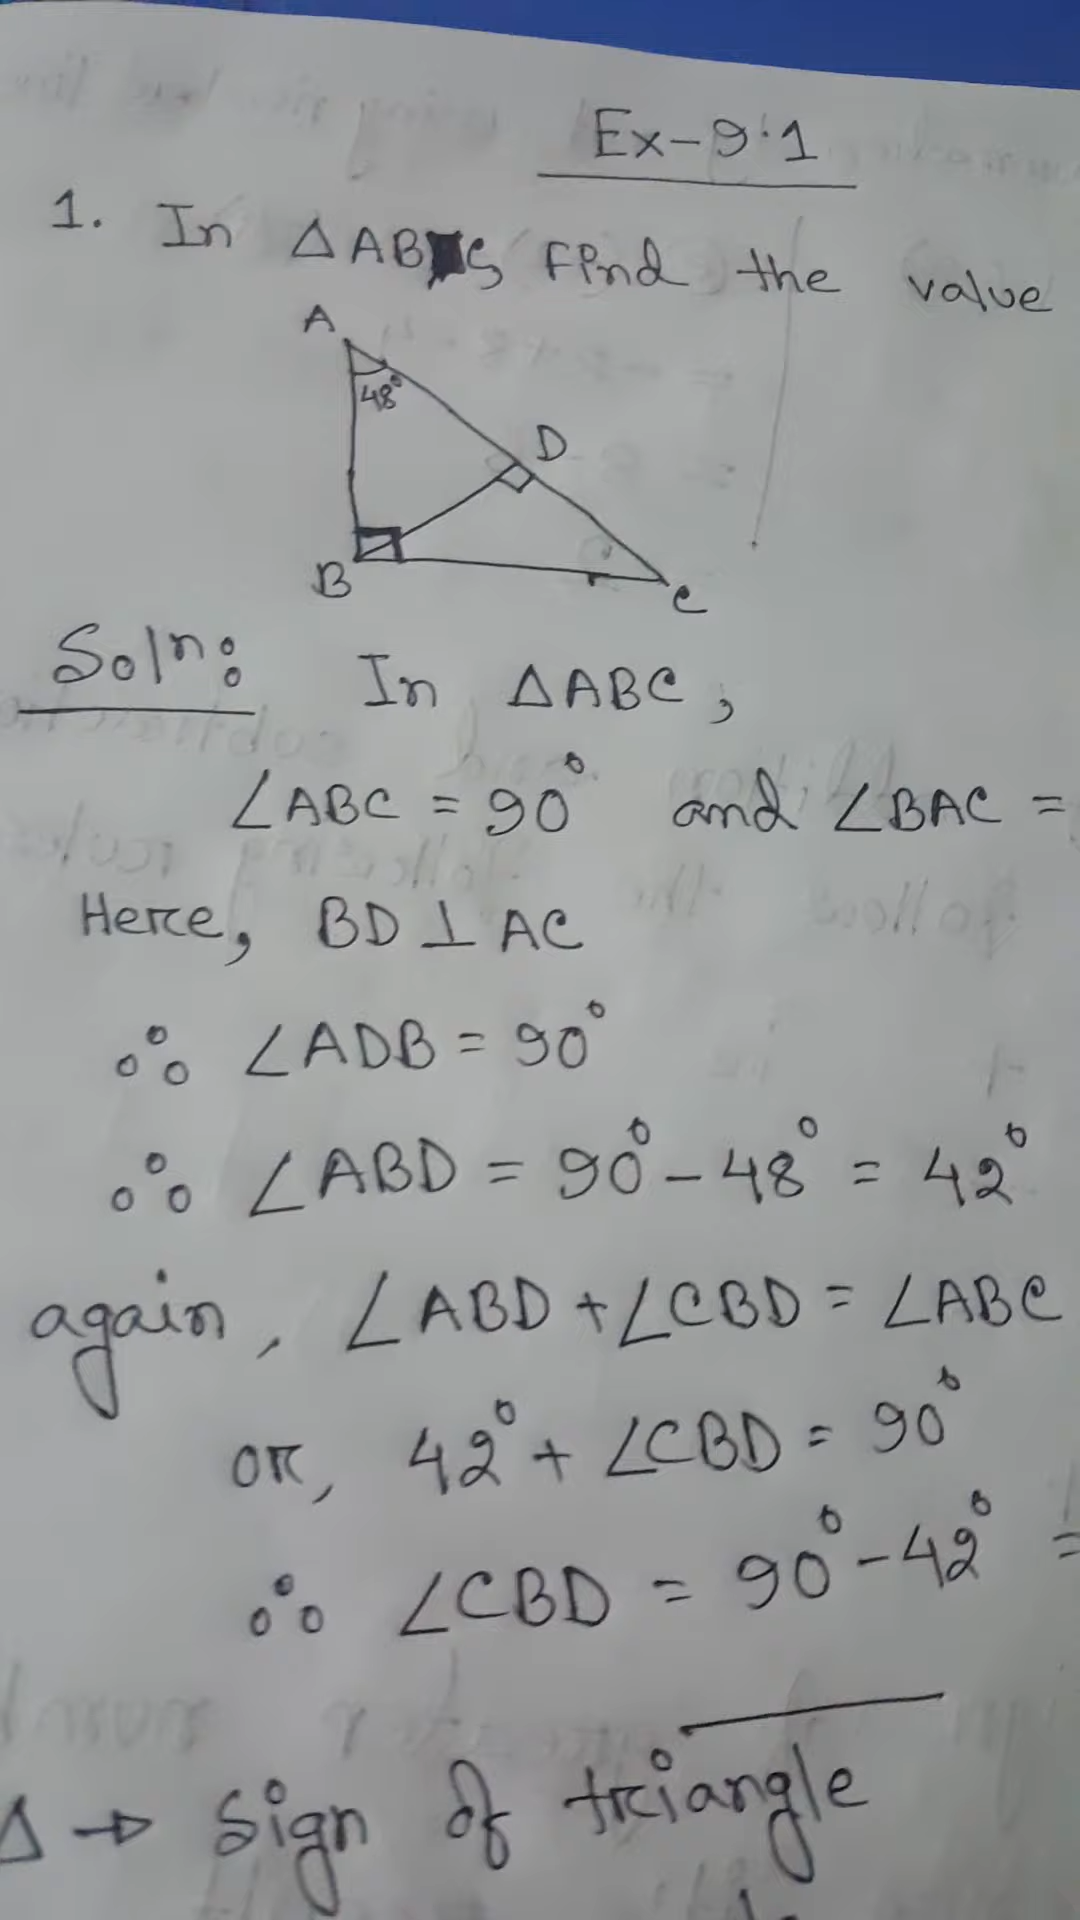 Ex-9.1
1. In △ABC, find the value
A
48°
D
B
C
Soln:
In △ABC,
∠ABC = 90° and ∠BAC =
Here, BD⊥AC
∴ ∠ADB = 90°
∴ ∠ABD = 90° - 48° = 42°
again, ∠ABD + ∠CBD = ∠ABC
or, 42° + ∠CBD = 90°
∴ ∠CBD = 90° - 42° =
△ → Sign of triangle